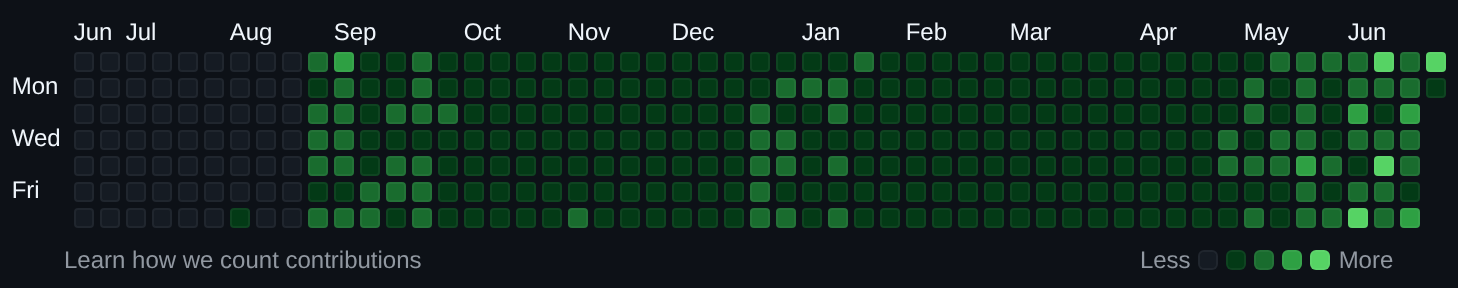 Jun Jul Aug Sep Oct Nov Dec Jan Feb Mar Apr May Jun
Mon
Wed
Fri
Learn how we count contributions Less More